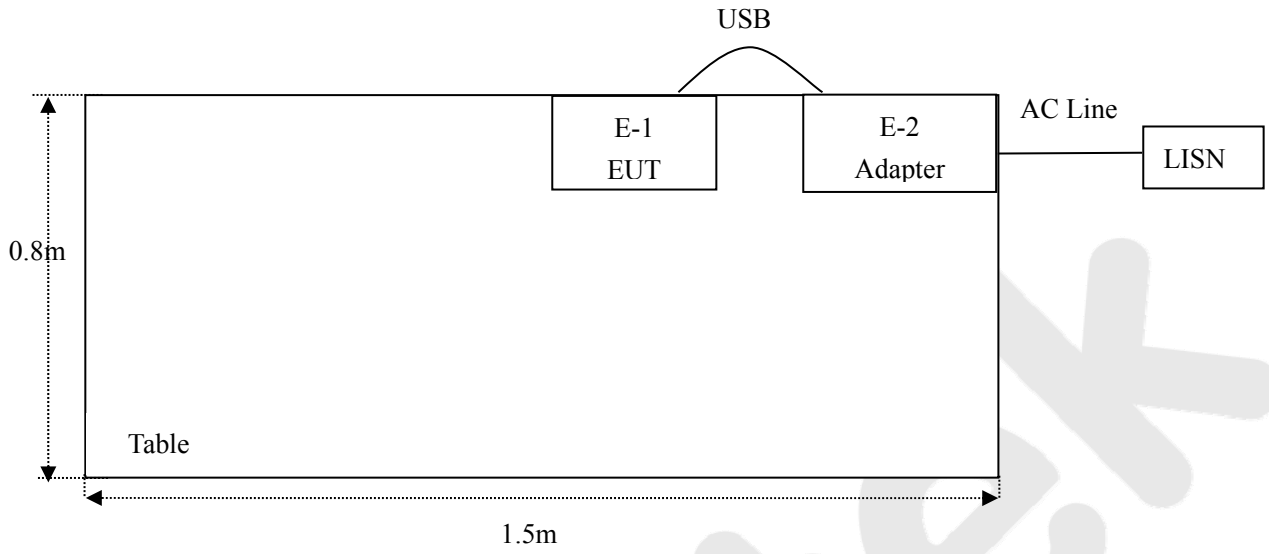 USB
E-1
EUT
E-2
Adapter
AC Line
LISN
0.8m
Table
1.5m